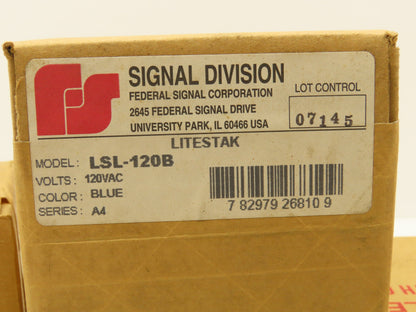 SIGNAL DIVISION
FEDERAL SIGNAL CORPORATION
2645 FEDERAL SIGNAL DRIVE
UNIVERSITY PARK, IL 60466 USA
LOT CONTROL
07145
LITESTAK
MODEL: LSL-120B
VOLTS: 120VAC
COLOR: BLUE
SERIES: A4
7 82979 26810 9